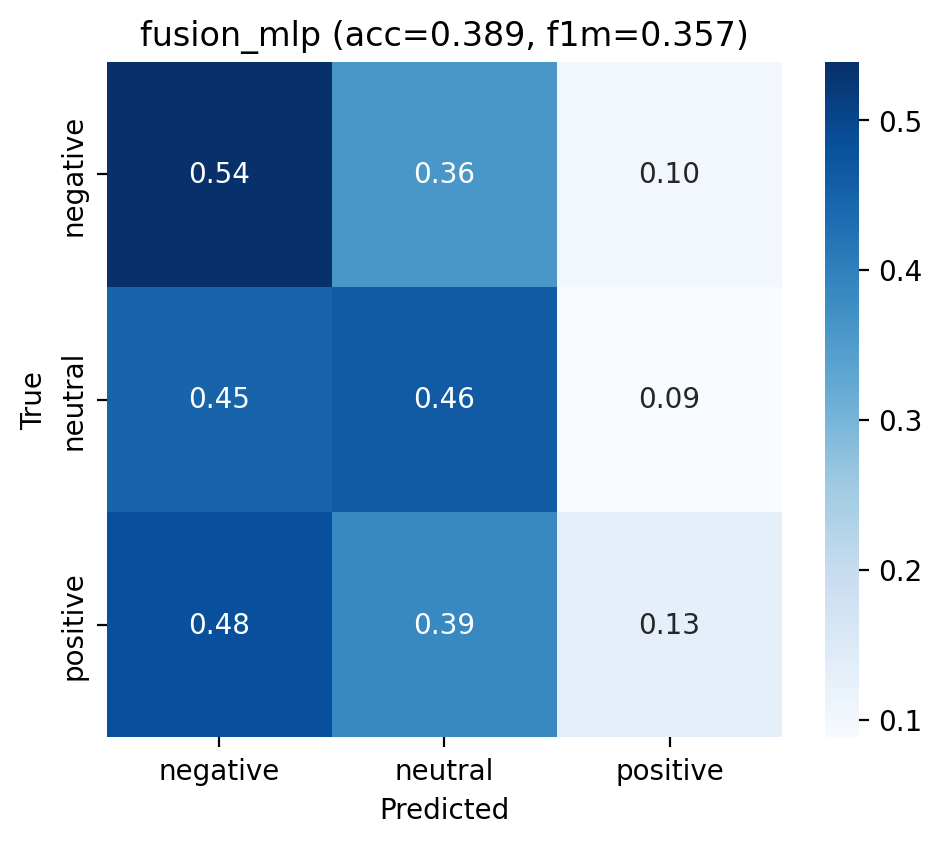 fusion_mlp (acc=0.389, f1m=0.357)
True
negative
0.54 0.36 0.10
neutral
0.45 0.46 0.09
positive
0.48 0.39 0.13
negative neutral positive
Predicted
0.5
0.4
0.3
0.2
0.1